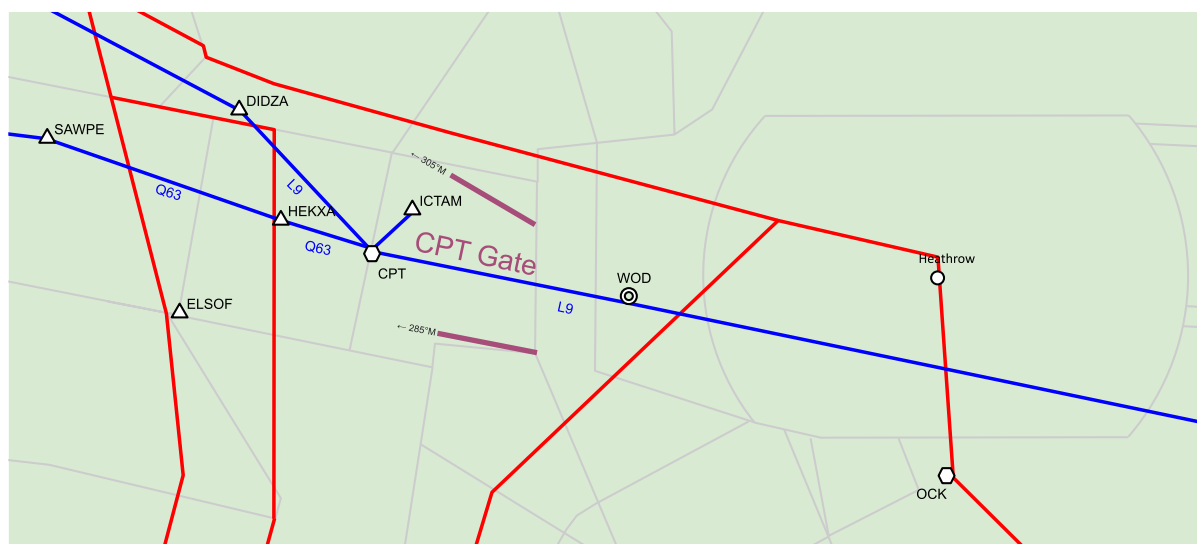 DIDZA
SAWPE
← 305°M
L9
Q63
ICTAM
HEKXA
CPT Gate
Q63
CPT
Heathrow
WOD
ELSOF
L9
← 285°M
OCK